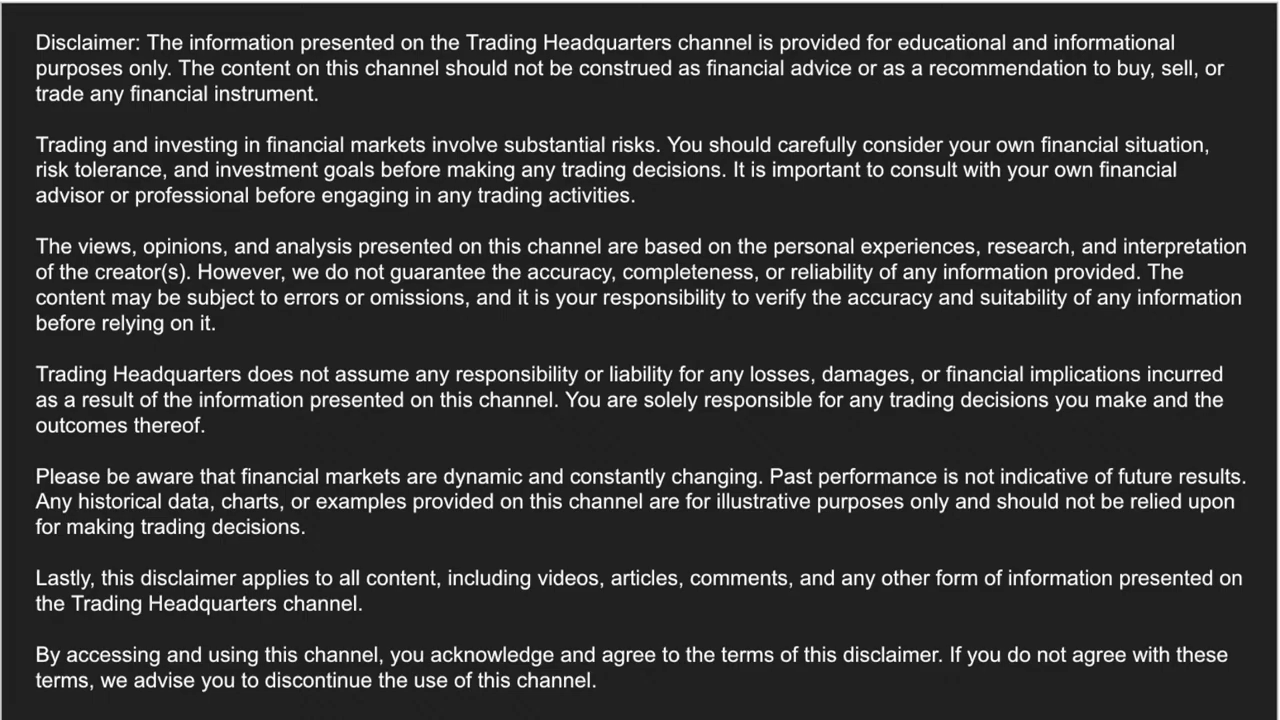 Disclaimer: The information presented on the Trading Headquarters channel is provided for educational and informational
purposes only. The content on this channel should not be construed as financial advice or as a recommendation to buy, sell, or
trade any financial instrument.
Trading and investing in financial markets involve substantial risks. You should carefully consider your own financial situation,
risk tolerance, and investment goals before making any trading decisions. It is important to consult with your own financial
advisor or professional before engaging in any trading activities.
The views, opinions, and analysis presented on this channel are based on the personal experiences, research, and interpretation
of the creator(s). However, we do not guarantee the accuracy, completeness, or reliability of any information provided. The
content may be subject to errors or omissions, and it is your responsibility to verify the accuracy and suitability of any information
before relying on it.
Trading Headquarters does not assume any responsibility or liability for any losses, damages, or financial implications incurred
as a result of the information presented on this channel. You are solely responsible for any trading decisions you make and the
outcomes thereof.
Please be aware that financial markets are dynamic and constantly changing. Past performance is not indicative of future results.
Any historical data, charts, or examples provided on this channel are for illustrative purposes only and should not be relied upon
for making trading decisions.
Lastly, this disclaimer applies to all content, including videos, articles, comments, and any other form of information presented on
the Trading Headquarters channel.
By accessing and using this channel, you acknowledge and agree to the terms of this disclaimer. If you do not agree with these
terms, we advise you to discontinue the use of this channel.